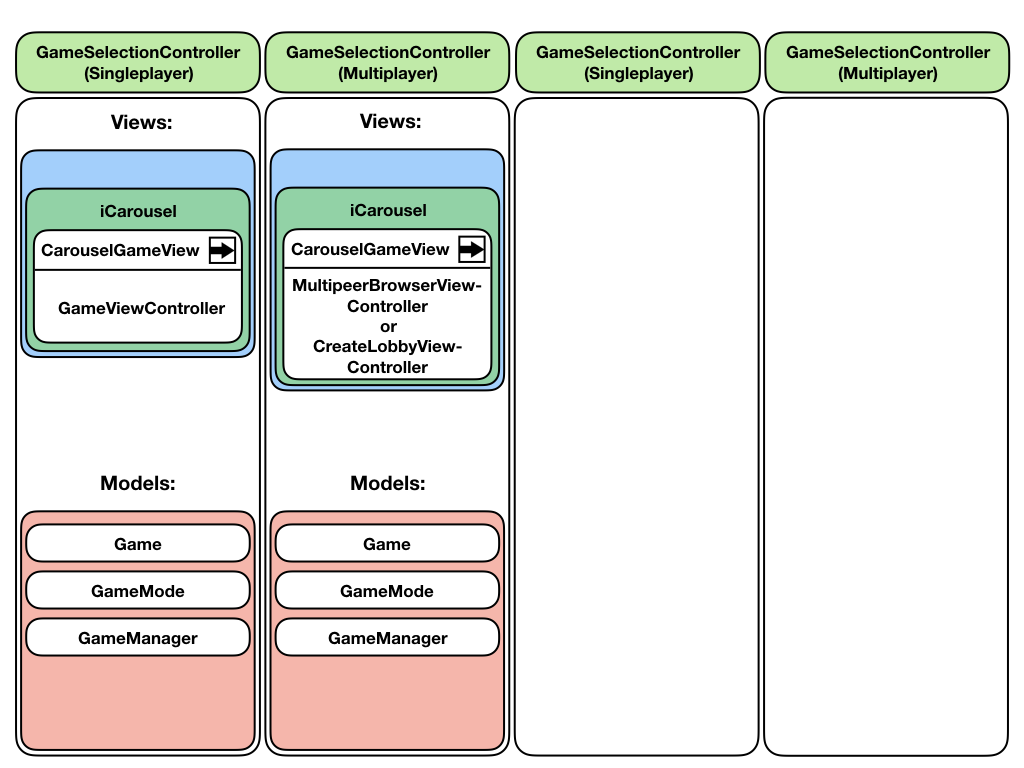 GameSelectionController
(Singleplayer)
GameSelectionController
(Multiplayer)
GameSelectionController
(Singleplayer)
GameSelectionController
(Multiplayer)
Views:
iCarousel
CarouselGameView
GameViewController
Models:
Game
GameMode
GameManager
Views:
iCarousel
CarouselGameView
MultipeerBrowserView-
Controller
or
CreateLobbyView-
Controller
Models:
Game
GameMode
GameManager